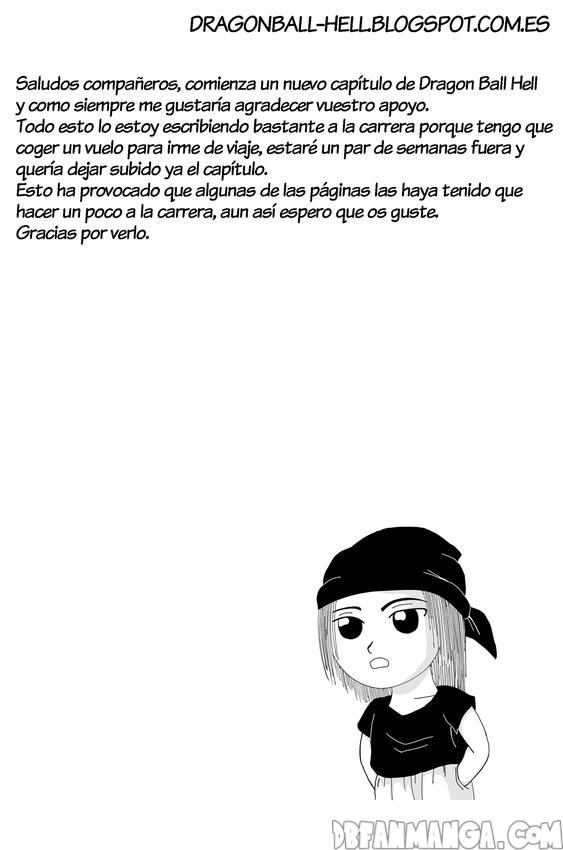 DRAGONBALL-HELL.BLOGSPOT.COM.ES
Saludos compañeros, comienza un nuevo capítulo de Dragon Ball Hell
y como siempre me gustaría agradecer vuestro apoyo.
Todo esto lo estoy escribiendo bastante a la carrera porque tengo que
coger un vuelo para irme de viaje, estaré un par de semanas fuera y
quería dejar subido ya el capítulo.
Esto ha provocado que algunas de las páginas las haya tenido que
hacer un poco a la carrera, aun así espero que os guste.
Gracias por verlo.
DBFANMANGA.COM